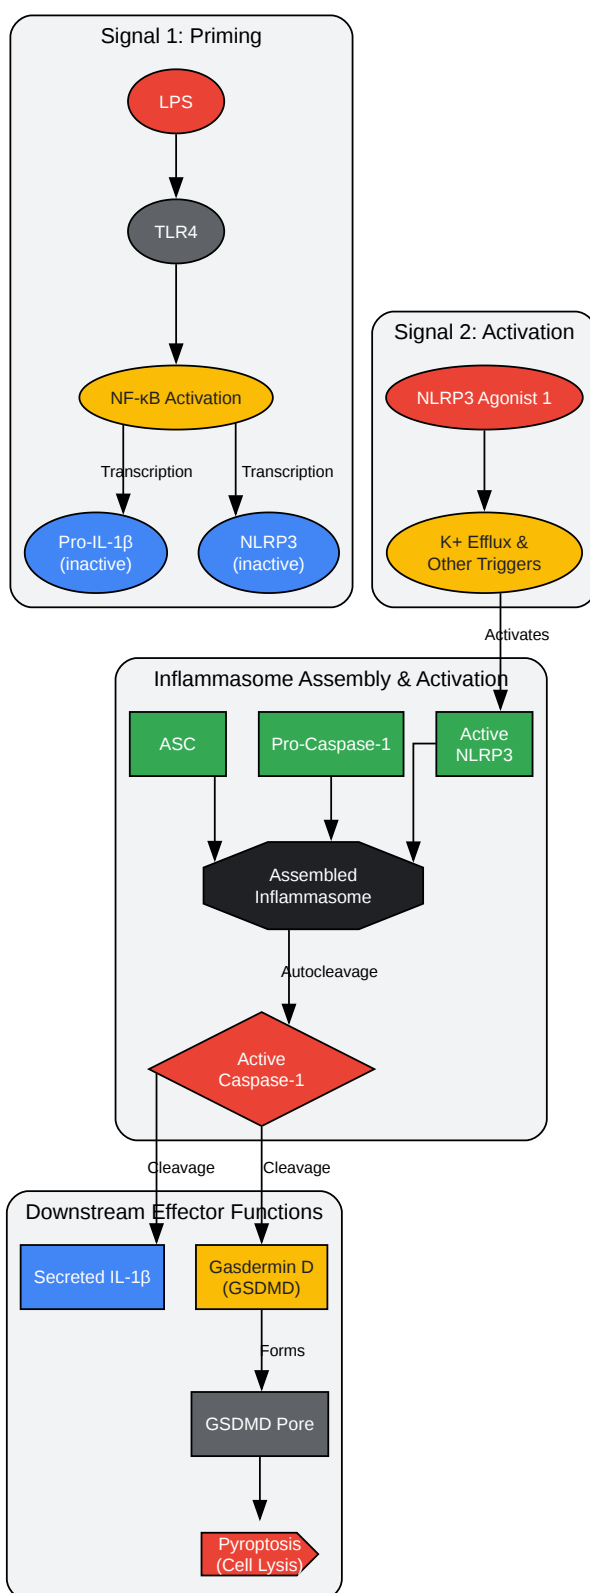 Signal 1: Priming
LPS
TLR4
NF-κB Activation
Transcription
Transcription
Pro-IL-1β
(inactive)
NLRP3
(inactive)
Signal 2: Activation
NLRP3 Agonist 1
K+ Efflux &
Other Triggers
Activates
Inflammasome Assembly & Activation
ASC
Pro-Caspase-1
Active
NLRP3
Assembled
Inflammasome
Autocleavage
Active
Caspase-1
Cleavage
Cleavage
Downstream Effector Functions
Secreted IL-1β
Gasdermin D
(GSDMD)
Forms
GSDMD Pore
Pyroptosis
(Cell Lysis)